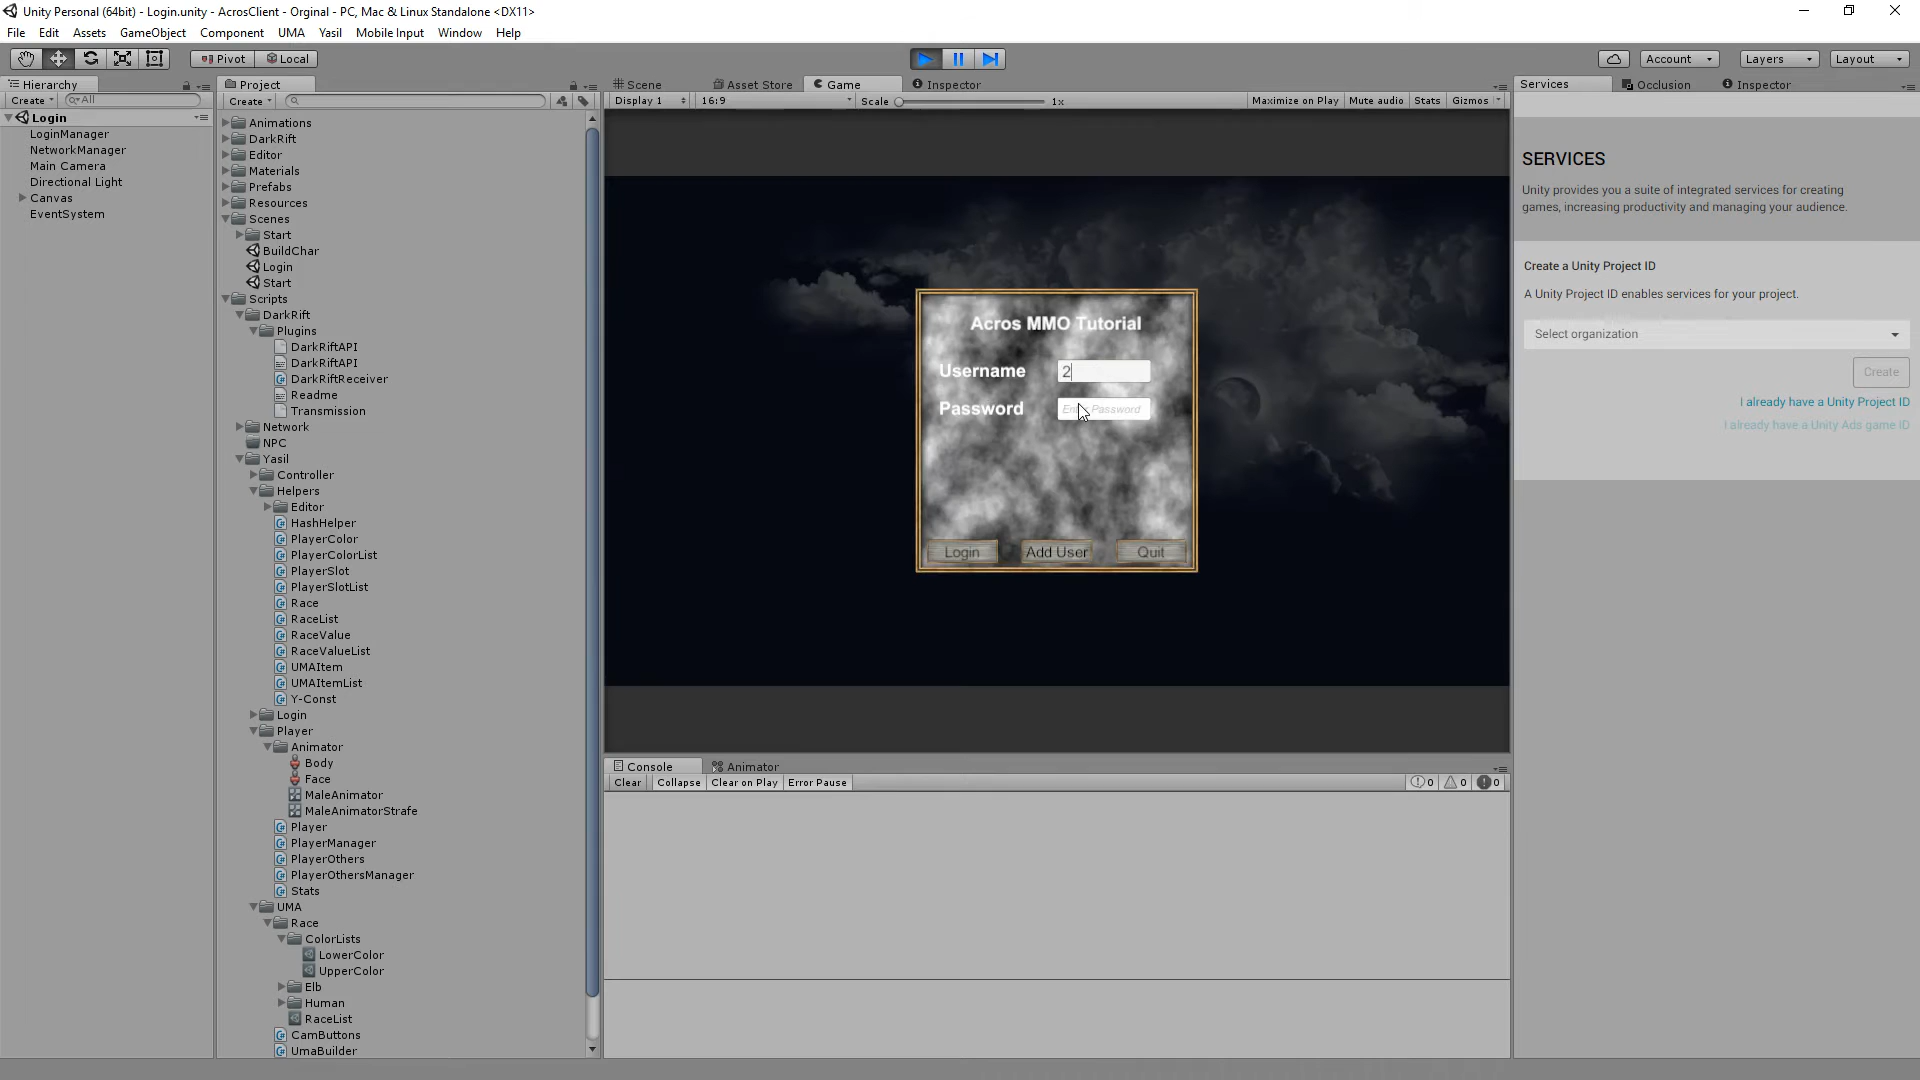 Unity Personal (64bit) - Login.unity - AcrosClient - Orginal - PC, Mac & Linux Standalone <DX11>
File Edit Assets GameObject Component UMA Yasil Mobile Input Window Help
Pivot Local Account Layers Layout
Hierarchy
Create All
Login
LoginManager
NetworkManager
Main Camera
Directional Light
Canvas
EventSystem
Project
Create
Animations
DarkRift
Editor
Materials
Prefabs
Resources
Scenes
Start
BuildChar
Login
Start
Scripts
DarkRift
Plugins
DarkRiftAPI
DarkRiftAPI
DarkRiftReceiver
Readme
Transmission
Network
NPC
Yasil
Controller
Helpers
Editor
HashHelper
PlayerColor
PlayerColorList
PlayerSlot
PlayerSlotList
Race
RaceList
RaceValue
RaceValueList
UMAItem
UMAItemList
Y-Const
Login
Player
Animator
Body
Face
MaleAnimator
MaleAnimatorStrafe
Player
PlayerManager
PlayerOthers
PlayerOthersManager
Stats
UMA
Race
ColorLists
LowerColor
UpperColor
Elb
Human
RaceList
CamButtons
UmaBuilder
Scene Asset Store Game Inspector
Display 1 16:9 Scale 1x Maximize on Play Mute audio Stats Gizmos
Acros MMO Tutorial
Username 2
Password Password
Login Add User Quit
Console Animator
Clear Collapse Clear on Play Error Pause 0 0 0
Services Occlusion Inspector
SERVICES
Unity provides you a suite of integrated services for creating
games, increasing productivity and managing your audience.
Create a Unity Project ID
A Unity Project ID enables services for your project.
Select organization
Create
I already have a Unity Project ID
I already have a Unity Ads game ID